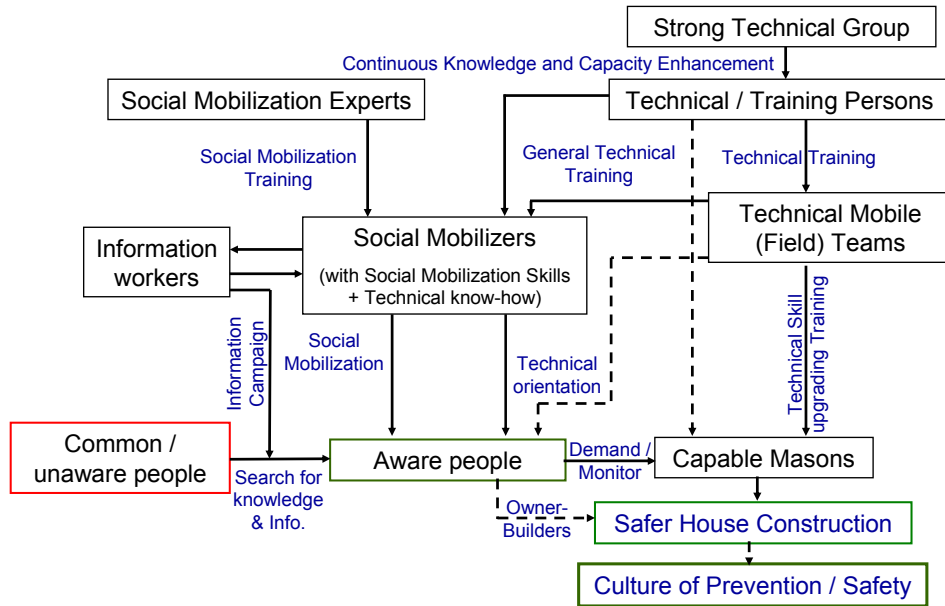 Strong Technical Group
Continuous Knowledge and Capacity Enhancement
Social Mobilization Experts
Technical / Training Persons
Social Mobilization
Training
General Technical
Training
Technical Training
Information
workers
Social Mobilizers
(with Social Mobilization Skills
+ Technical know-how)
Technical Mobile
(Field) Teams
Information
Campaign
Social
Mobilization
Technical
orientation
Technical Skill
upgrading Training
Common /
unaware people
Search for
knowledge
& Info.
Aware people
Demand /
Monitor
Capable Masons
Owner-
Builders
Safer House Construction
Culture of Prevention / Safety